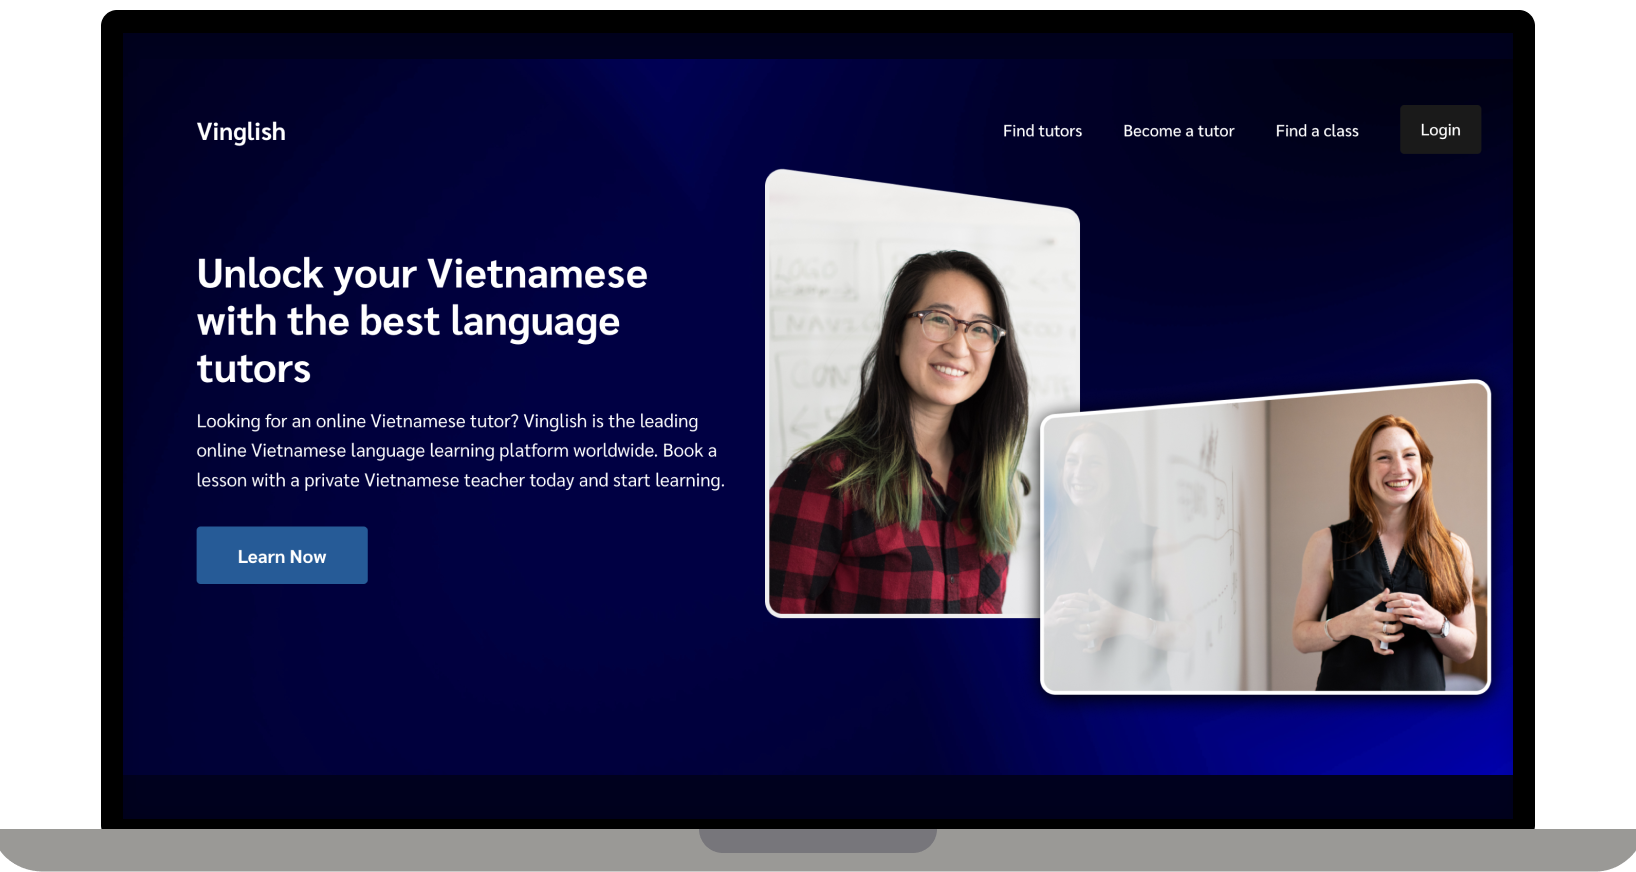 Vinglish
Find tutors
Become a tutor
Find a class
Login
Unlock your Vietnamese
with the best language
tutors
Looking for an online Vietnamese tutor? Vinglish is the leading
online Vietnamese language learning platform worldwide. Book a
lesson with a private Vietnamese teacher today and start learning.
Learn Now
LOGO